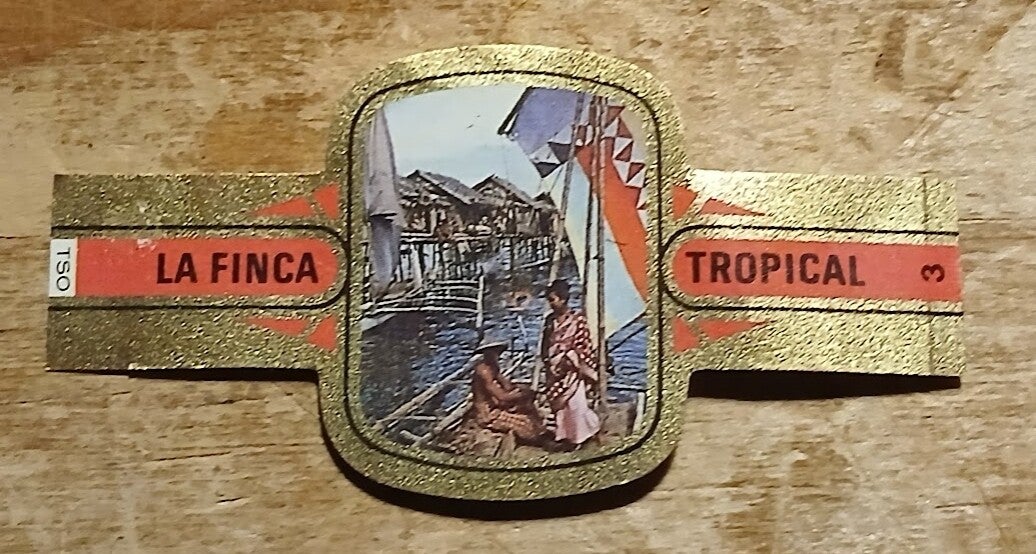 TSO
LA FINCA
TROPICAL
3